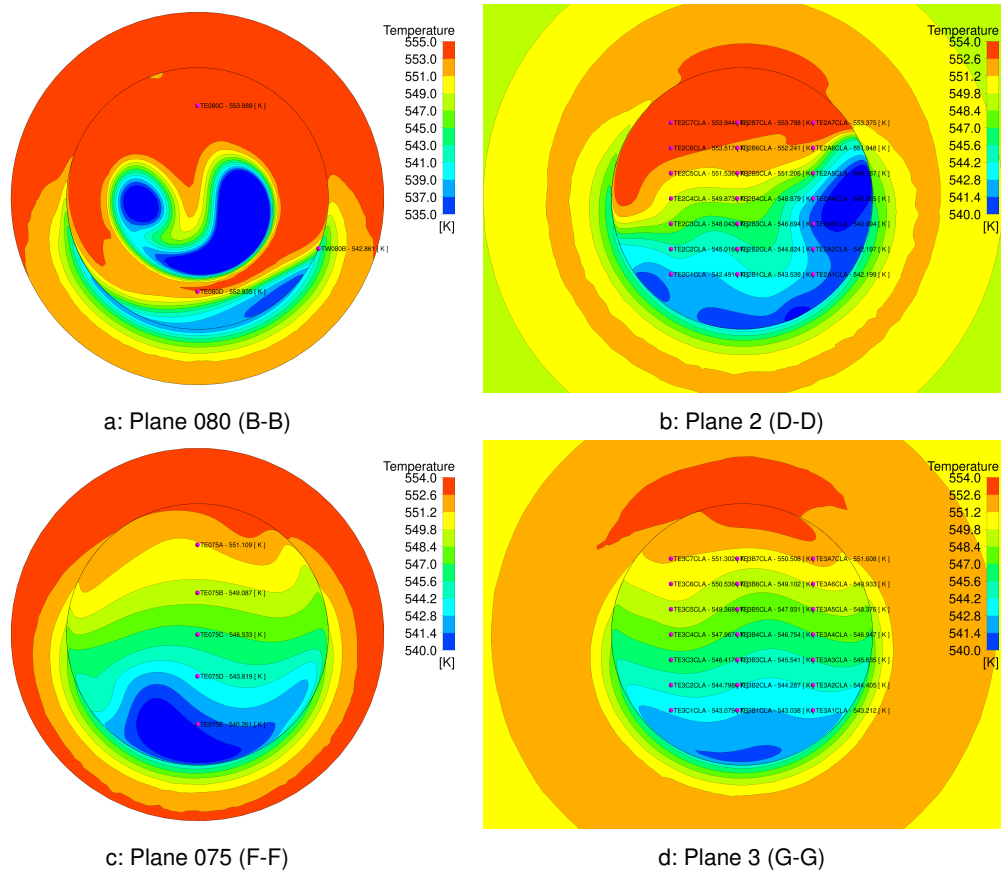 Temperature
555.0
553.0
551.0
549.0
547.0
545.0
543.0
541.0
539.0
537.0
535.0
[K]
TE080C - 553.889 [ K ]
TW080B - 542.861 [ K ]
TE080D - 552.935 [ K ]
a: Plane 080 (B-B)
Temperature
554.0
552.6
551.2
549.8
548.4
547.0
545.6
544.2
542.8
541.4
540.0
[K]
TE2C7CLA - 553.944 TE2B7CLA - 553.788 [ K TE2A7CLA - 553.375 [ K ]
TE2C6CLA - 553.517 TE2B6CLA - 552.241 [ K TE2A6CLA - 551.948 [ K ]
TE2C5CLA - 551.536 TE2B5CLA - 551.206 [ K [ K ]
TE2C4CLA - 549.873 TE2B4CLA - 548.879 [ K [ K ]
TE2C3CLA - 548.043 TE2B3CLA - 546.694 [ K [ K ]
TE2C2CLA - 545.016 TE2B2CLA - 544.824 [ K TE2A2CLA - 542.197 [ K ]
TE2C1CLA - 542.491 TE2B1CLA - 543.539 [ K TE2A1CLA - 542.199 [ K ]
b: Plane 2 (D-D)
Temperature
554.0
552.6
551.2
549.8
548.4
547.0
545.6
544.2
542.8
541.4
540.0
[K]
TE075A - 551.109 [ K ]
TE075B - 549.087 [ K ]
TE075C - 546.533 [ K ]
TE075D - 543.819 [ K ]
TE075E - 540.261 [ K ]
c: Plane 075 (F-F)
Temperature
554.0
552.6
551.2
549.8
548.4
547.0
545.6
544.2
542.8
541.4
540.0
[K]
TE3C7CLA - 551.302 TE3B7CLA - 550.508 [ K TE3A7CLA - 551.608 [ K ]
TE3C6CLA - 550.538 TE3B6CLA - 549.102 [ K TE3A6CLA - 549.933 [ K ]
TE3C5CLA - 549.368 TE3B5CLA - 547.931 [ K TE3A5CLA - 548.376 [ K ]
TE3C4CLA - 547.967 TE3B4CLA - 546.754 [ K TE3A4CLA - 546.947 [ K ]
TE3C3CLA - 546.417 TE3B3CLA - 545.541 [ K TE3A3CLA - 545.635 [ K ]
TE3C2CLA - 544.798 TE3B2CLA - 544.287 [ K TE3A2CLA - 544.405 [ K ]
TE3C1CLA - 543.079 TE3B1CLA - 543.038 [ K TE3A1CLA - 543.212 [ K ]
d: Plane 3 (G-G)